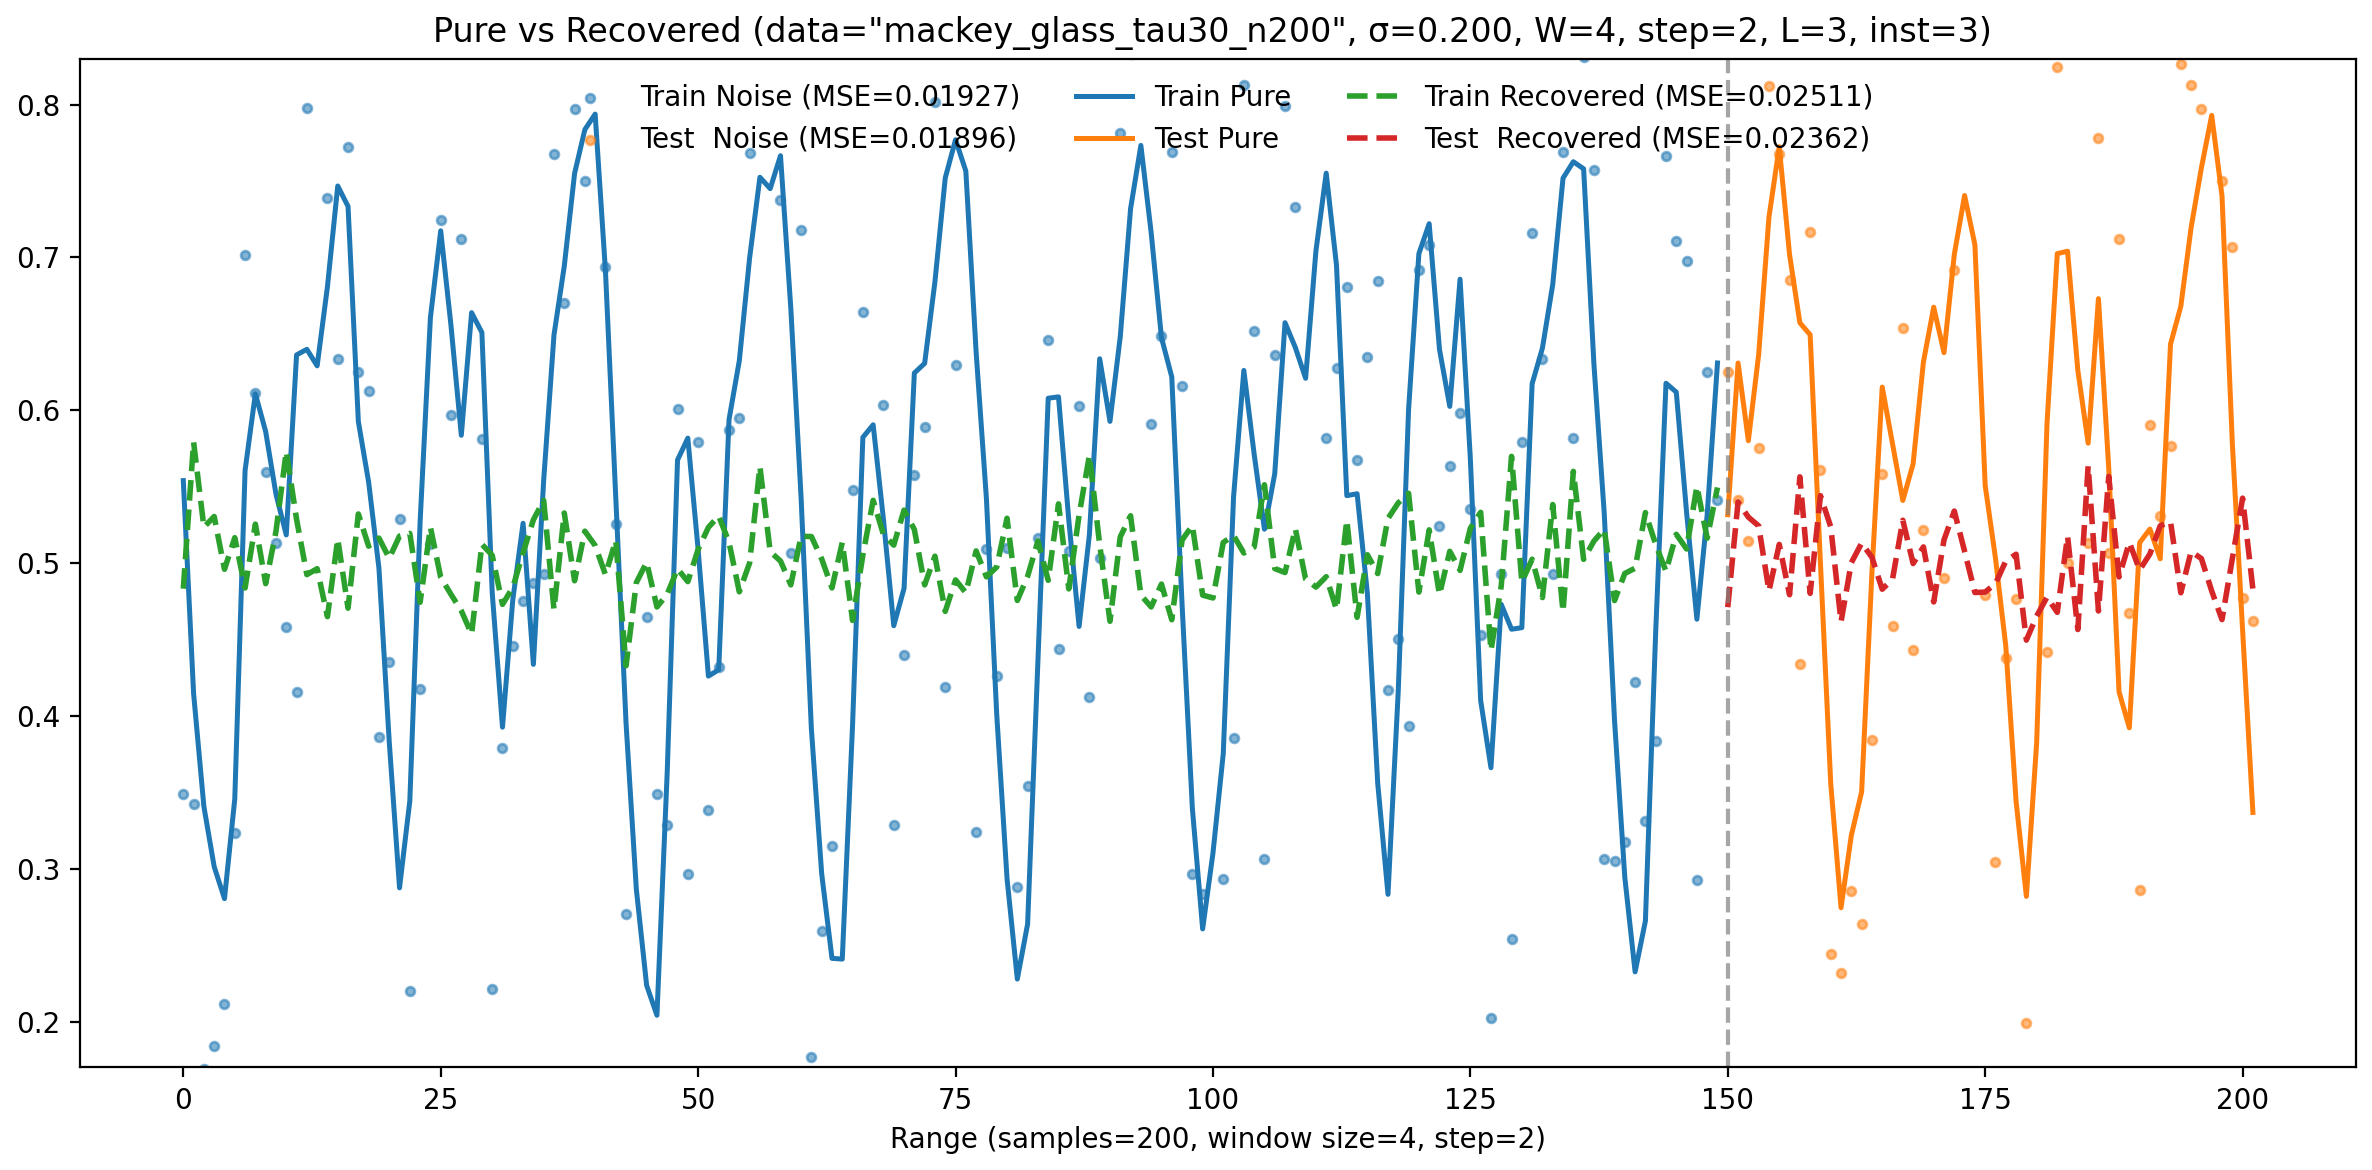 Pure vs Recovered (data="mackey_glass_tau30_n200", σ=0.200, W=4, step=2, L=3, inst=3)
Train Noise (MSE=0.01927) Train Pure Train Recovered (MSE=0.02511)
Test  Noise (MSE=0.01896) Test Pure Test  Recovered (MSE=0.02362)
0.8
0.7
0.6
0.5
0.4
0.3
0.2
0 25 50 75 100 125 150 175 200
Range (samples=200, window size=4, step=2)